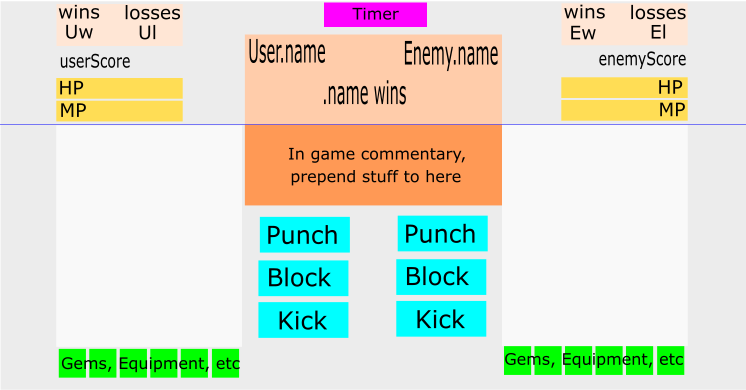 wins losses
Uw Ul
userScore
HP
MP
Timer
User.name Enemy.name
.name wins
In game commentary,
prepend stuff to here
Punch Punch
Block Block
Kick Kick
wins losses
Ew El
enemyScore
HP
MP
Gems, Equipment, etc
Gems, Equipment, etc